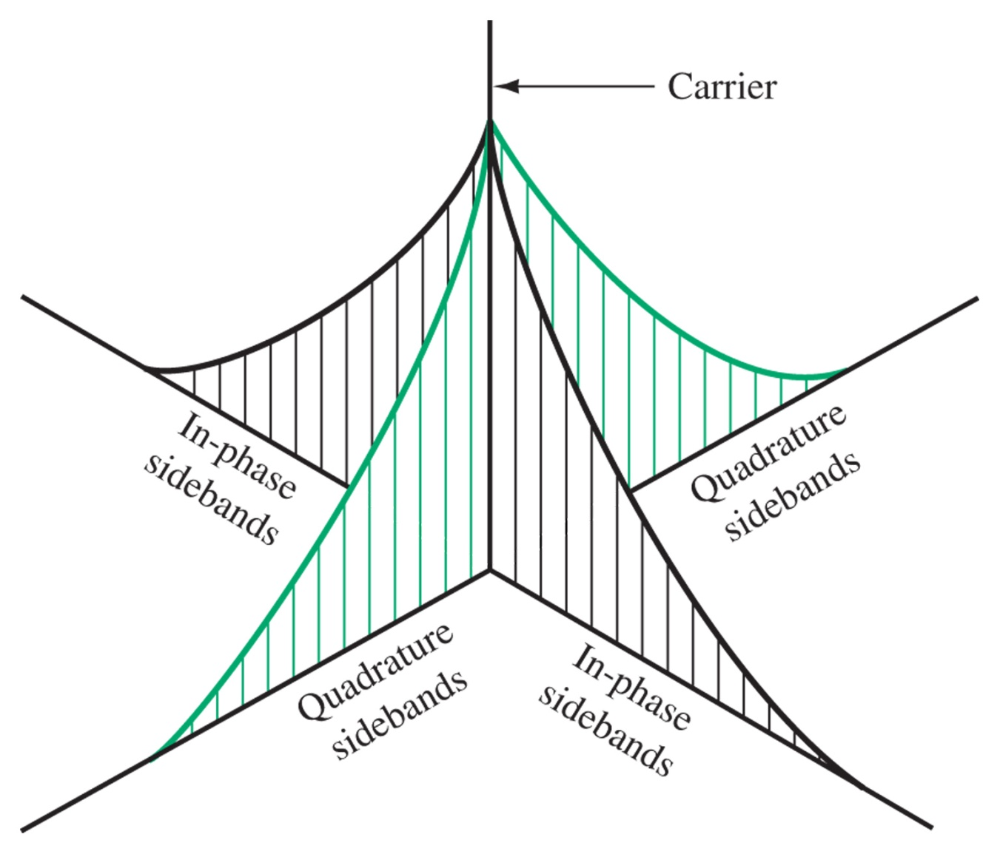 Carrier
In-phase
sidebands
Quadrature
sidebands
Quadrature
sidebands
In-phase
sidebands